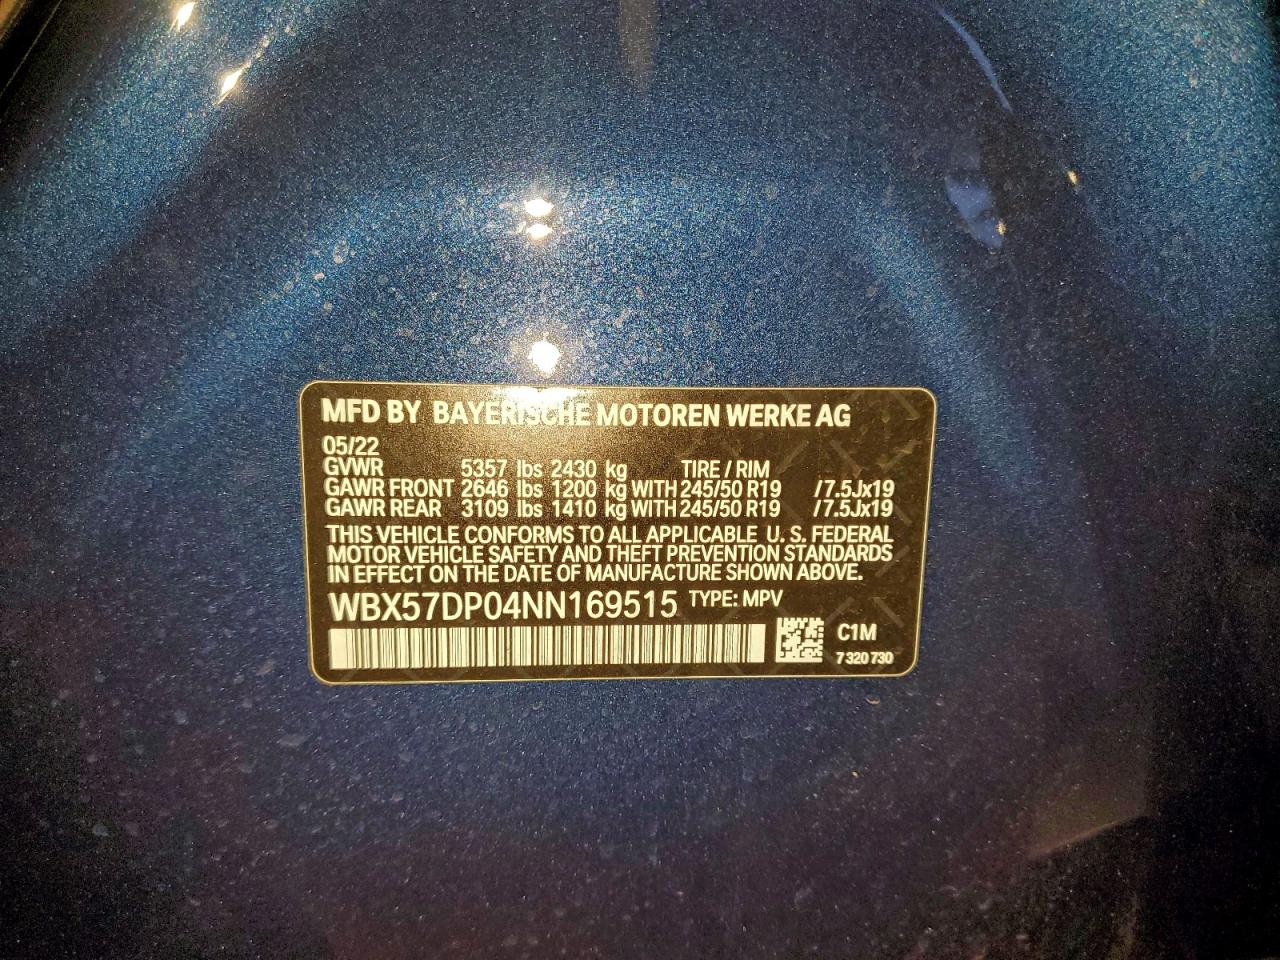 MFD BY BAYERISCHE MOTOREN WERKE AG
05/22
GVWR 5357 lbs 2430 kg TIRE / RIM
GAWR FRONT 2646 lbs 1200 kg WITH 245/50 R19 /7.5Jx19
GAWR REAR 3109 lbs 1410 kg WITH 245/50 R19 /7.5Jx19
THIS VEHICLE CONFORMS TO ALL APPLICABLE U. S. FEDERAL
MOTOR VEHICLE SAFETY AND THEFT PREVENTION STANDARDS
IN EFFECT ON THE DATE OF MANUFACTURE SHOWN ABOVE.
WBX57DP04NN169515 TYPE: MPV
C1M
7 320 730